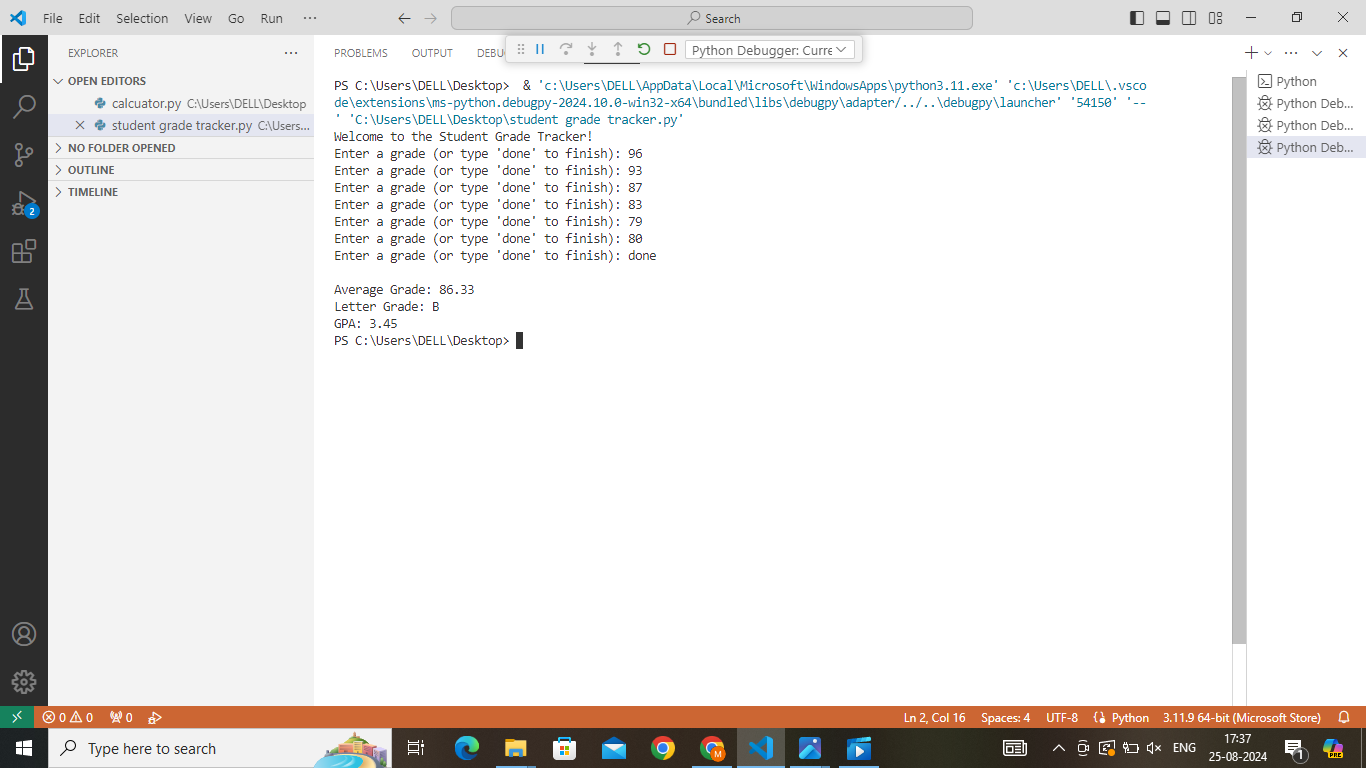 File Edit Selection View Go Run ···
Search
EXPLORER ···
OPEN EDITORS
calcuator.py C:\Users\DELL\Desktop
student grade tracker.py C:\Users...
NO FOLDER OPENED
OUTLINE
TIMELINE
2
PROBLEMS OUTPUT
Python Debugger: Curre
PS C:\Users\DELL\Desktop>  & 'c:\Users\DELL\AppData\Local\Microsoft\WindowsApps\python3.11.exe' 'c:\Users\DELL\.vsco
de\extensions\ms-python.debugpy-2024.10.0-win32-x64\bundled\libs\debugpy\adapter/../..\debugpy\launcher' '54150' '--
' 'C:\Users\DELL\Desktop\student grade tracker.py'
Welcome to the Student Grade Tracker!
Enter a grade (or type 'done' to finish): 96
Enter a grade (or type 'done' to finish): 93
Enter a grade (or type 'done' to finish): 87
Enter a grade (or type 'done' to finish): 83
Enter a grade (or type 'done' to finish): 79
Enter a grade (or type 'done' to finish): 80
Enter a grade (or type 'done' to finish): done
Average Grade: 86.33
Letter Grade: B
GPA: 3.45
PS C:\Users\DELL\Desktop>
Python
Python Deb...
Python Deb...
Python Deb...
0 0 0
Ln 2, Col 16 Spaces: 4 UTF-8 Python 3.11.9 64-bit (Microsoft Store)
Type here to search
M
ENG
17:37
25-08-2024
1
PRE